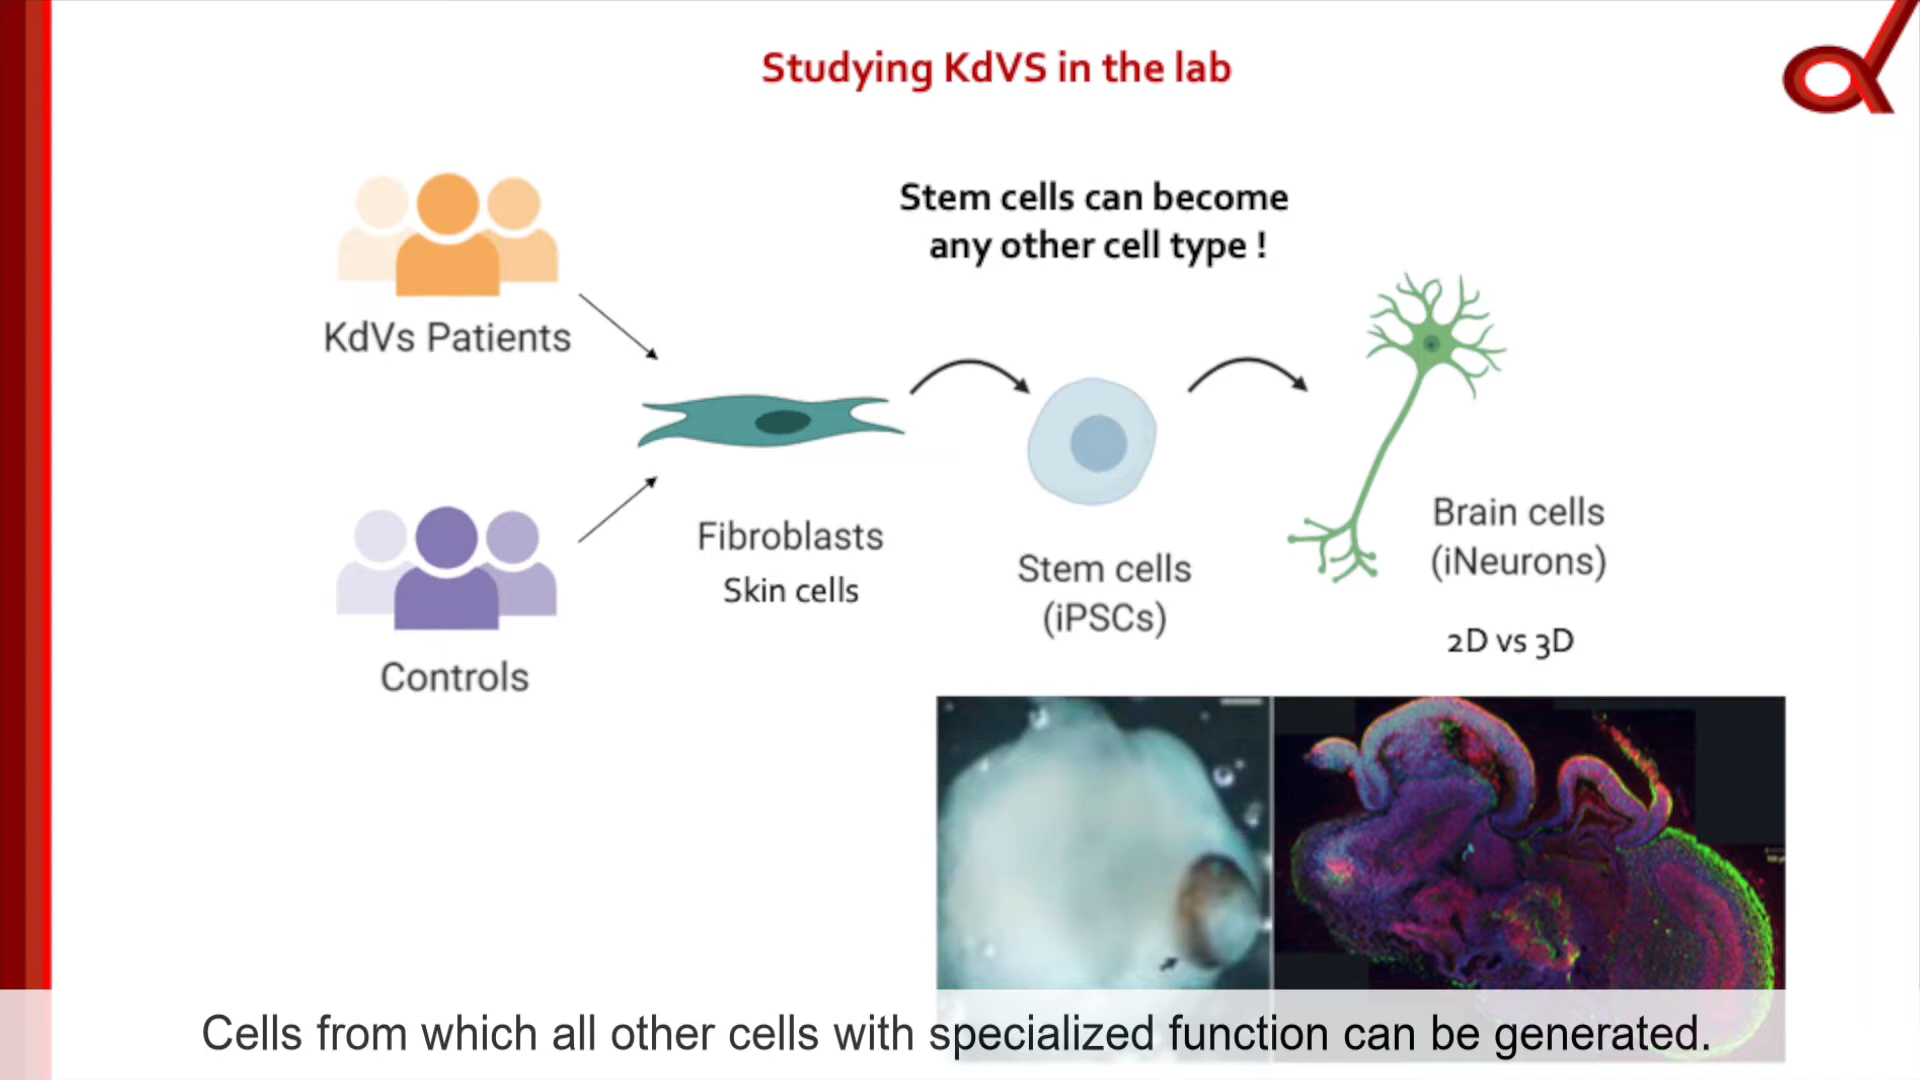 Studying KdVS in the lab
Stem cells can become
any other cell type !
KdVs Patients
Controls
Fibroblasts
Skin cells
Stem cells
(iPSCs)
Brain cells
(iNeurons)
2D vs 3D
Cells from which all other cells with specialized function can be generated.